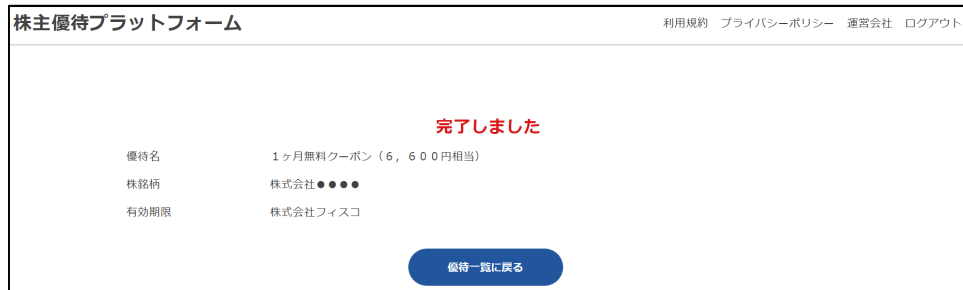 株主優待プラットフォーム
利用規約 プライバシーポリシー 運営会社 ログアウト
完了しました
優待名 1ヶ月無料クーポン（６，６００円相当）
株銘柄 株式会社●●●●
有効期限 株式会社フィスコ
優待一覧に戻る